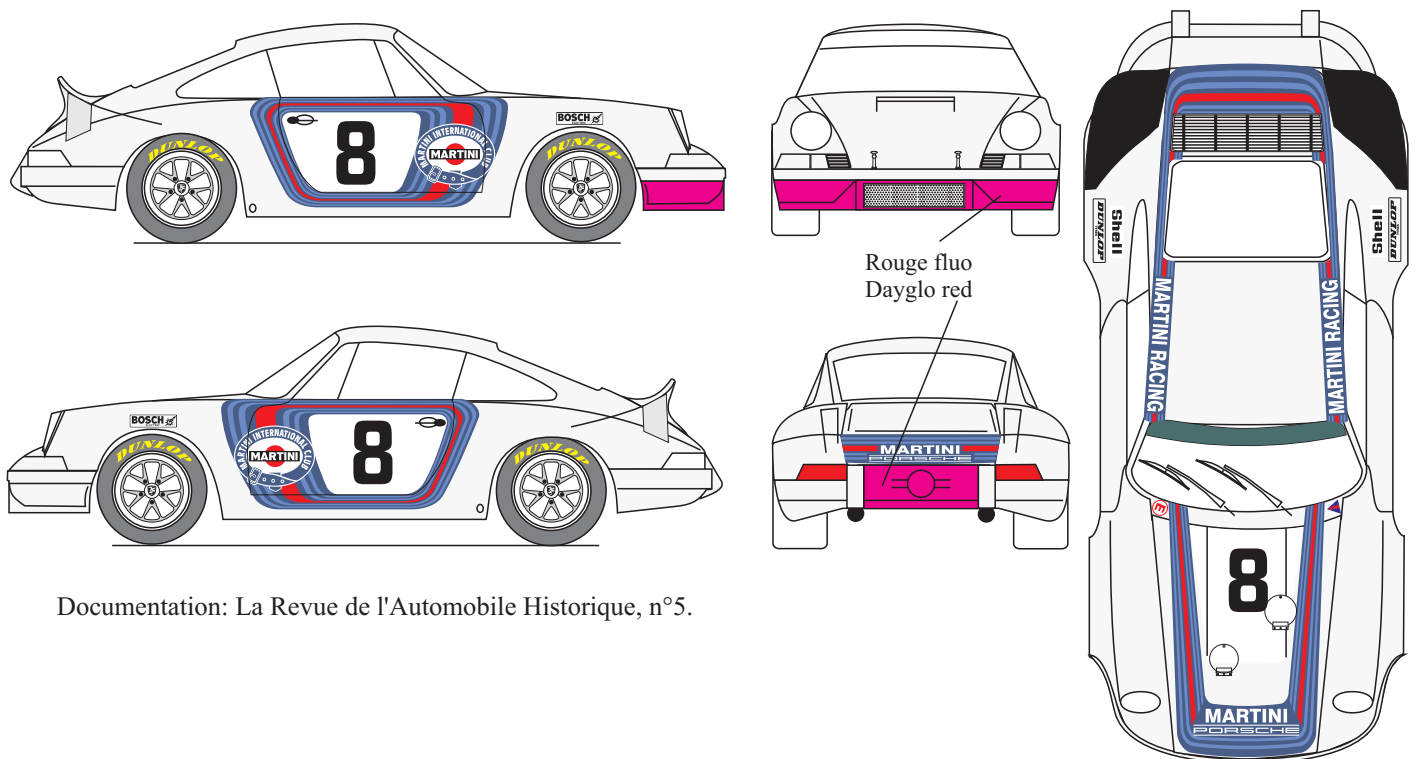 BOSCH
DUNLOP
8
MARTINI INTERNATIONAL CLUB
MARTINI
DUNLOP
Rouge fluo
Dayglo red
BOSCH
DUNLOP
MARTINI INTERNATIONAL CLUB
MARTINI
8
DUNLOP
MARTINI
PORSCHE
Documentation: La Revue de l'Automobile Historique, n°5.
DUNLOP
Shell
Shell
DUNLOP
MARTINI RACING
MARTINI RACING
E
8
MARTINI
PORSCHE